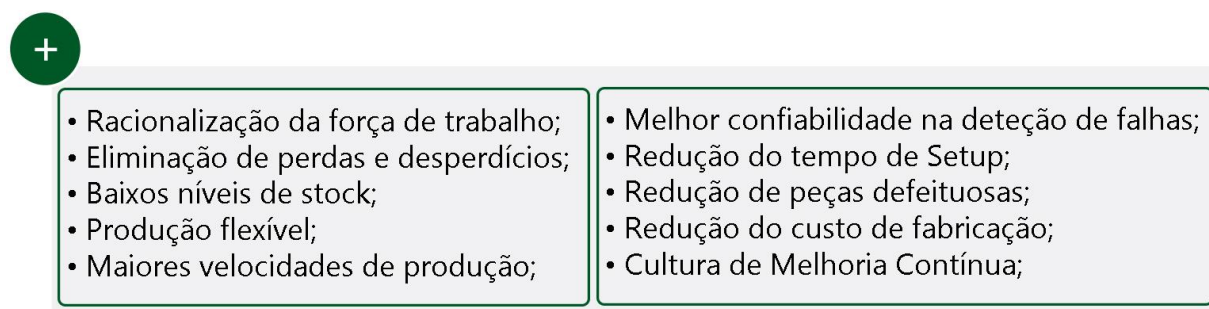 +
• Racionalização da força de trabalho;
• Eliminação de perdas e desperdícios;
• Baixos níveis de stock;
• Produção flexível;
• Maiores velocidades de produção;
• Melhor confiabilidade na deteção de falhas;
• Redução do tempo de Setup;
• Redução de peças defeituosas;
• Redução do custo de fabricação;
• Cultura de Melhoria Contínua;